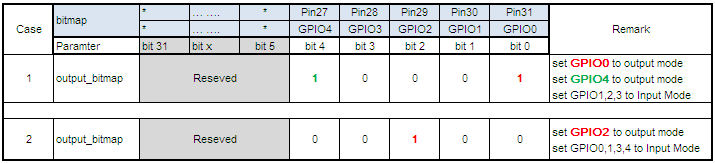 Case bitmap * ... .... * Pin27 Pin28 Pin29 Pin30 Pin31 Remark
* ... .... * GPIO4 GPIO3 GPIO2 GPIO1 GPIO0
Paramter bit 31 bit x bit 5 bit 4 bit 3 bit 2 bit 1 bit 0
1 output_bitmap Reseved 1 0 0 0 1
set GPIO0 to output mode
set GPIO4 to output mode
set GPIO1,2,3 to Input Mode
2 output_bitmap Reseved 0 0 1 0 0
set GPIO2 to output mode
set GPIO0,1,3,4 to Input Mode